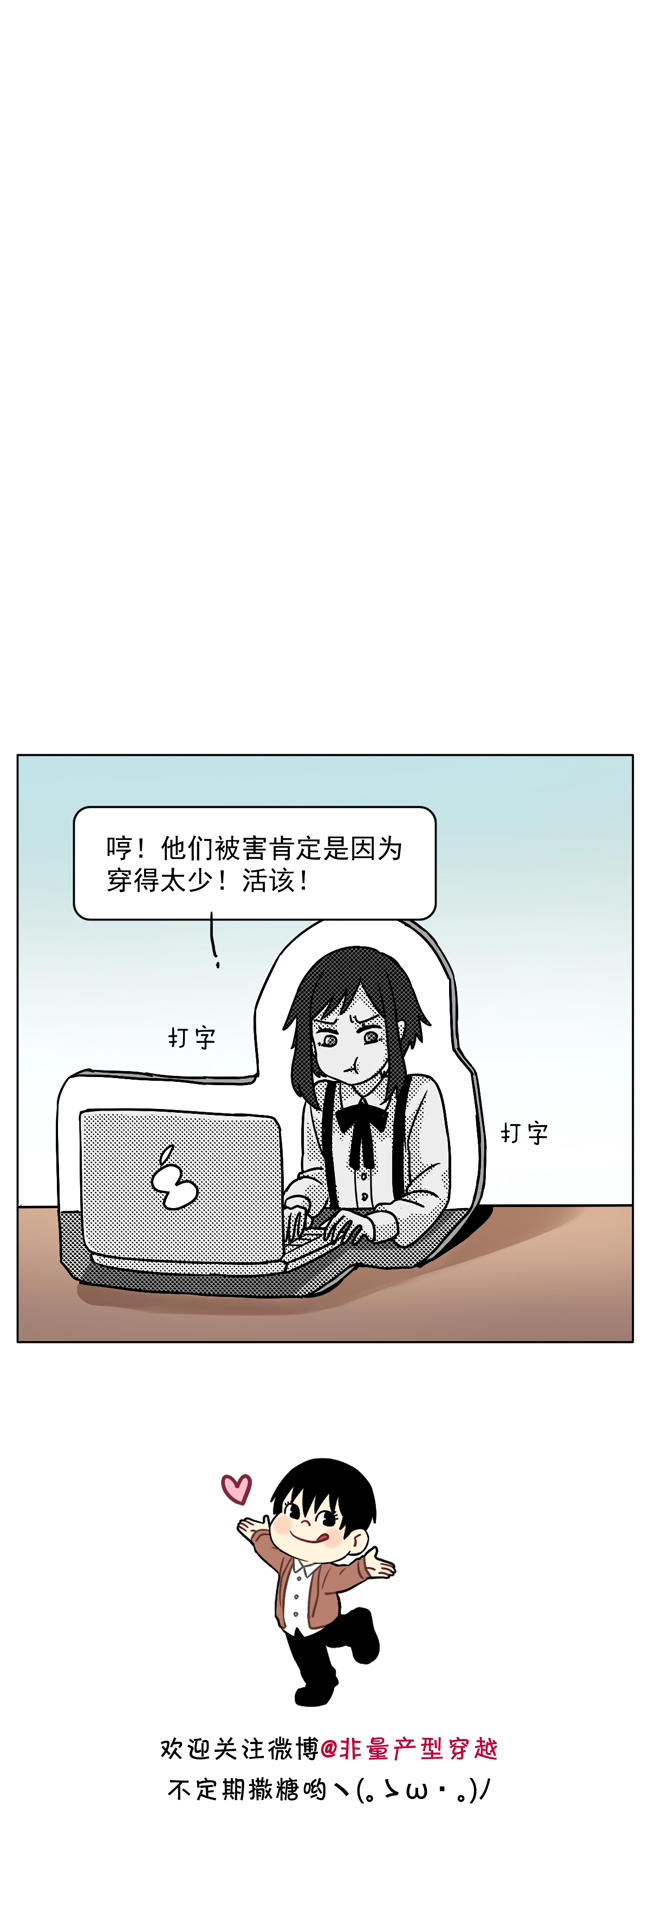 哼！他们被害肯定是因为
穿得太少！活该！
打字
打字
欢迎关注微博@非量产型穿越
不定期撒糖哟ヽ(｡ゝω·｡)ﾉ